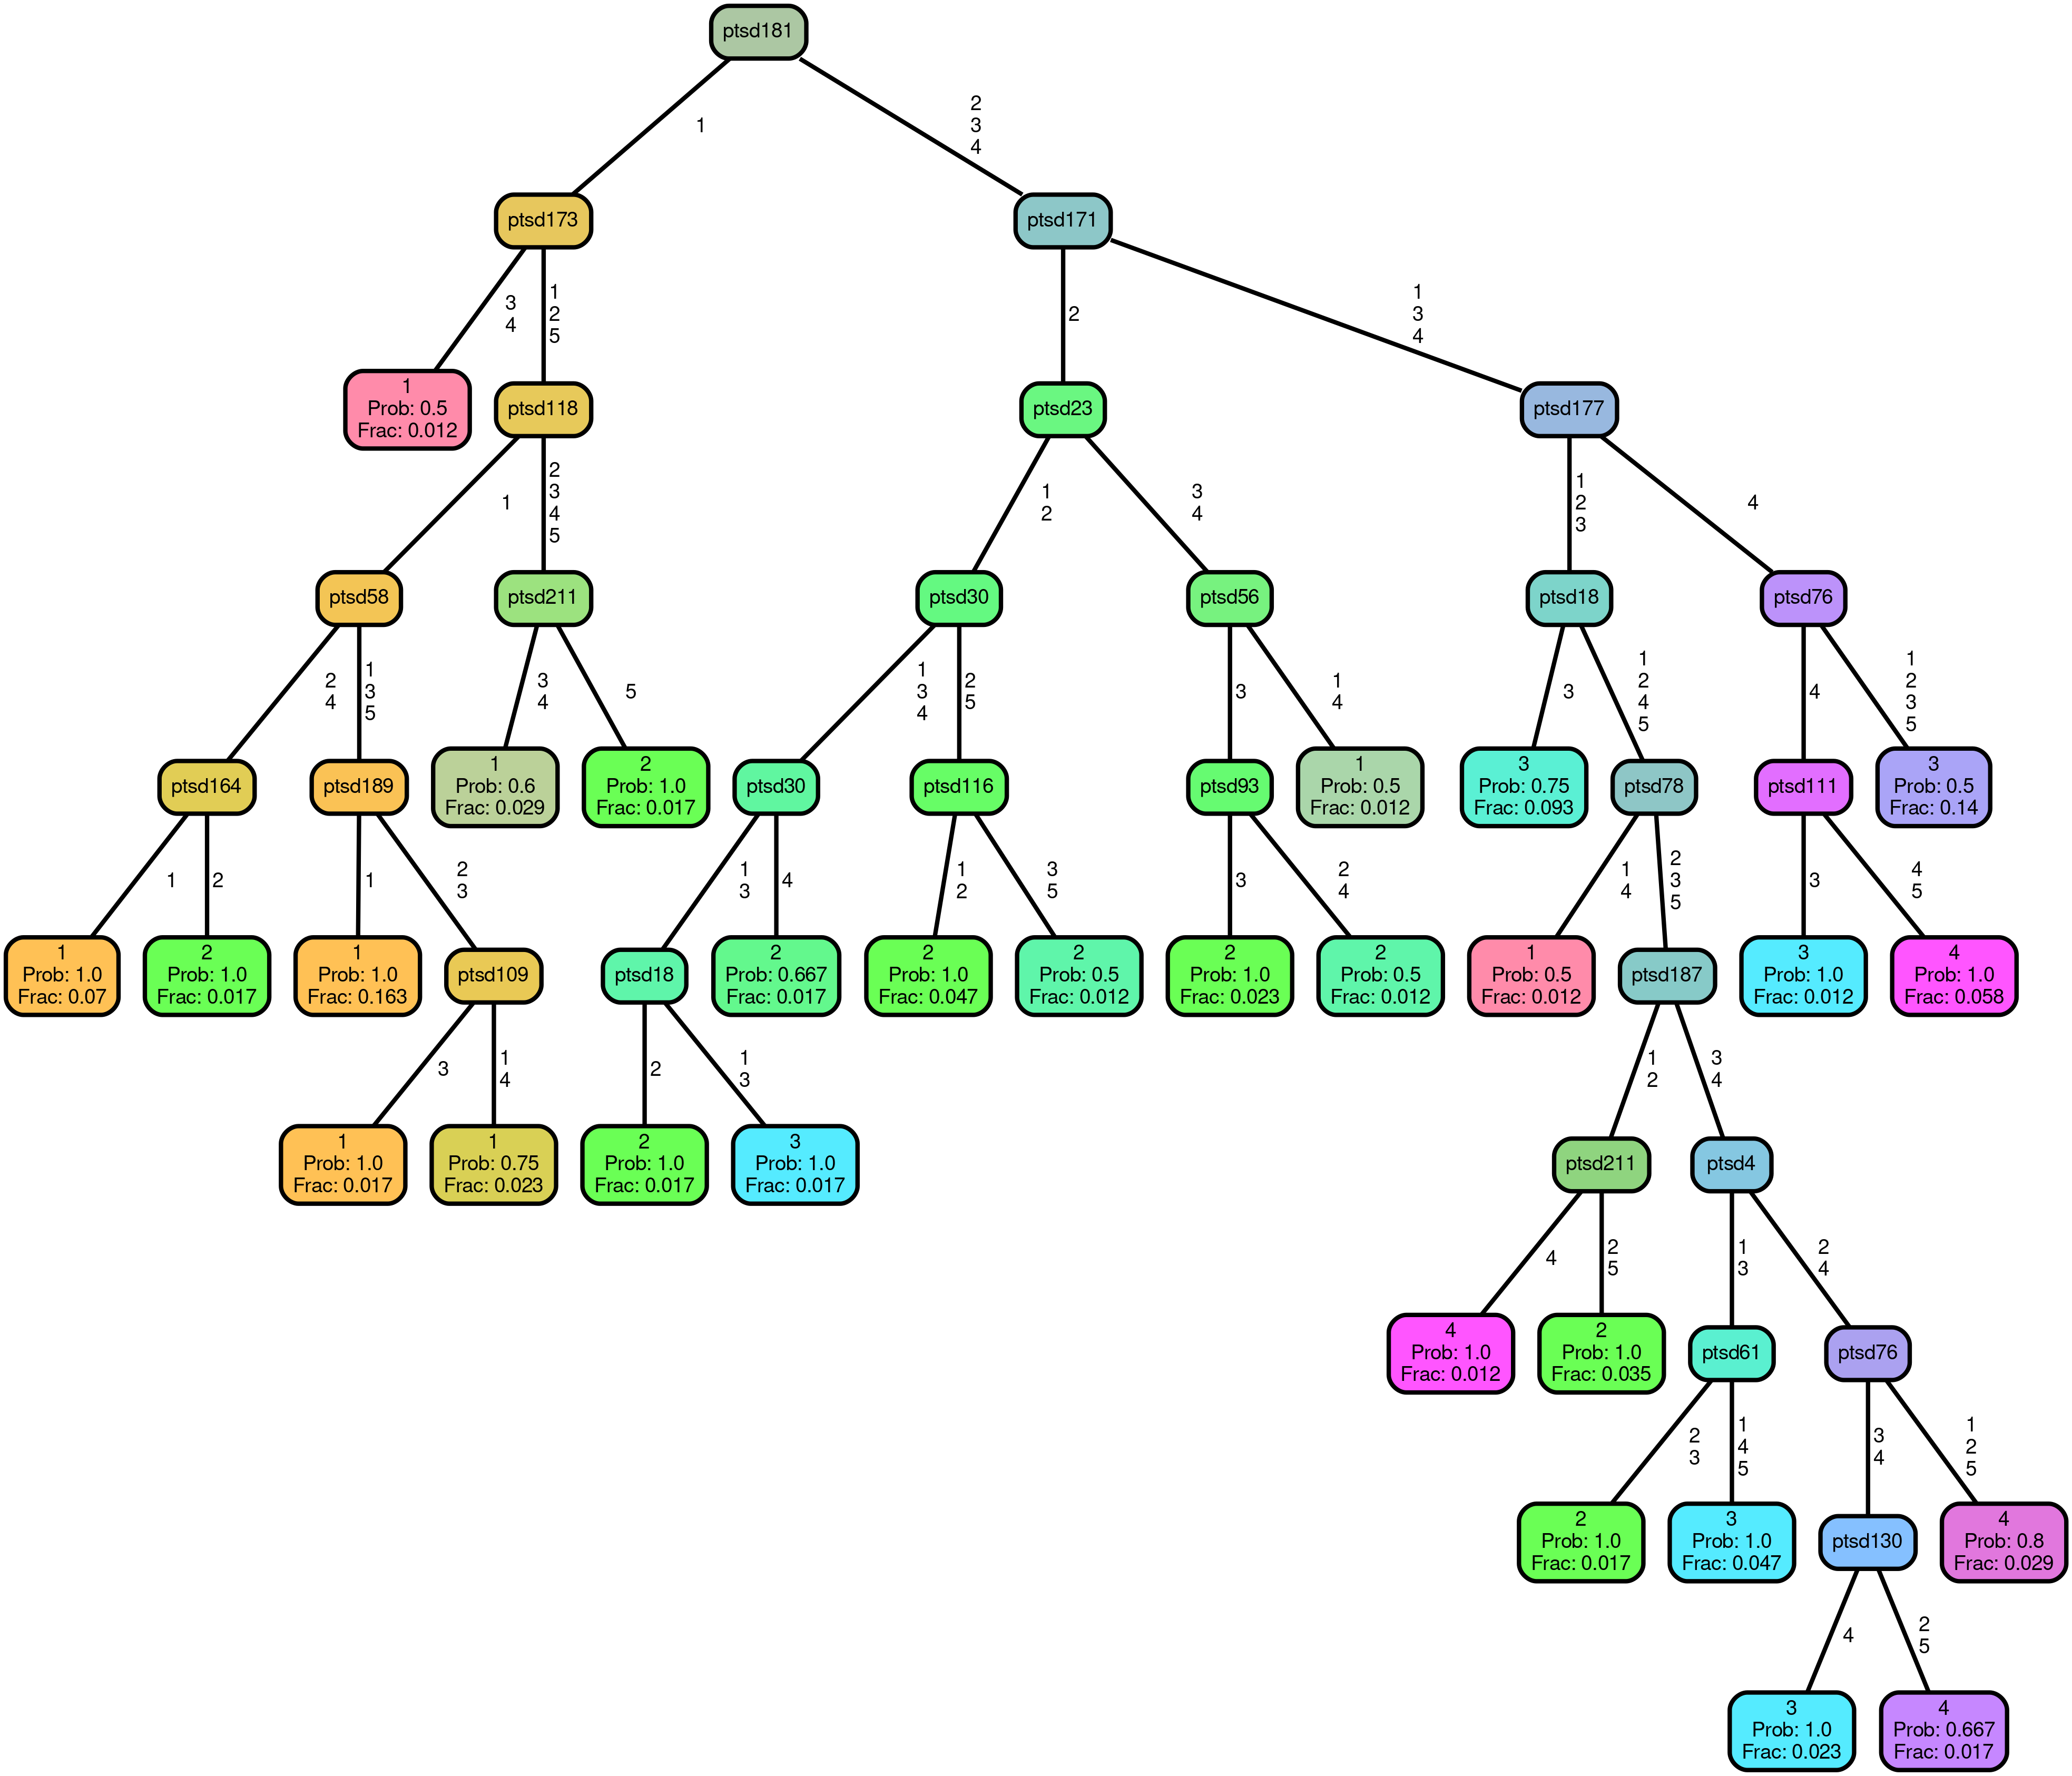 ptsd181
1
2
3
4
ptsd173
ptsd171
3
4
1
2
5
2
1
3
4
1
Prob: 0.5
Frac: 0.012
ptsd118
ptsd23
ptsd177
1
2
3
4
5
1
2
3
4
1
2
3
4
ptsd58
ptsd211
ptsd30
ptsd56
ptsd18
ptsd76
2
4
1
3
5
3
4
5
1
3
4
2
5
3
1
4
3
1
2
4
5
4
1
2
3
5
ptsd164
ptsd189
1
Prob: 0.6
Frac: 0.029
2
Prob: 1.0
Frac: 0.017
ptsd30
ptsd116
ptsd93
1
Prob: 0.5
Frac: 0.012
3
Prob: 0.75
Frac: 0.093
ptsd78
ptsd111
3
Prob: 0.5
Frac: 0.14
1
2
1
2
3
1
3
4
1
2
3
5
3
2
4
1
4
2
3
5
3
4
5
1
Prob: 1.0
Frac: 0.07
2
Prob: 1.0
Frac: 0.017
1
Prob: 1.0
Frac: 0.163
ptsd109
ptsd18
2
Prob: 0.667
Frac: 0.017
2
Prob: 1.0
Frac: 0.047
2
Prob: 0.5
Frac: 0.012
2
Prob: 1.0
Frac: 0.023
2
Prob: 0.5
Frac: 0.012
1
Prob: 0.5
Frac: 0.012
ptsd187
3
Prob: 1.0
Frac: 0.012
4
Prob: 1.0
Frac: 0.058
3
1
4
2
1
3
1
2
3
4
1
Prob: 1.0
Frac: 0.017
1
Prob: 0.75
Frac: 0.023
2
Prob: 1.0
Frac: 0.017
3
Prob: 1.0
Frac: 0.017
ptsd211
ptsd4
4
2
5
1
3
2
4
4
Prob: 1.0
Frac: 0.012
2
Prob: 1.0
Frac: 0.035
ptsd61
ptsd76
2
3
1
4
5
3
4
1
2
5
2
Prob: 1.0
Frac: 0.017
3
Prob: 1.0
Frac: 0.047
ptsd130
4
Prob: 0.8
Frac: 0.029
4
2
5
3
Prob: 1.0
Frac: 0.023
4
Prob: 0.667
Frac: 0.017